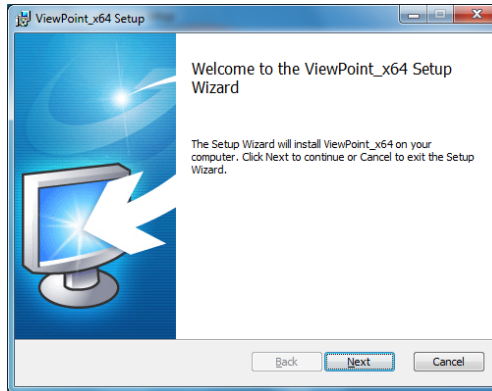 ViewPoint_x64 Setup
Welcome to the ViewPoint_x64 Setup
Wizard
The Setup Wizard will install ViewPoint_x64 on your
computer. Click Next to continue or Cancel to exit the Setup
Wizard.
Back Next Cancel